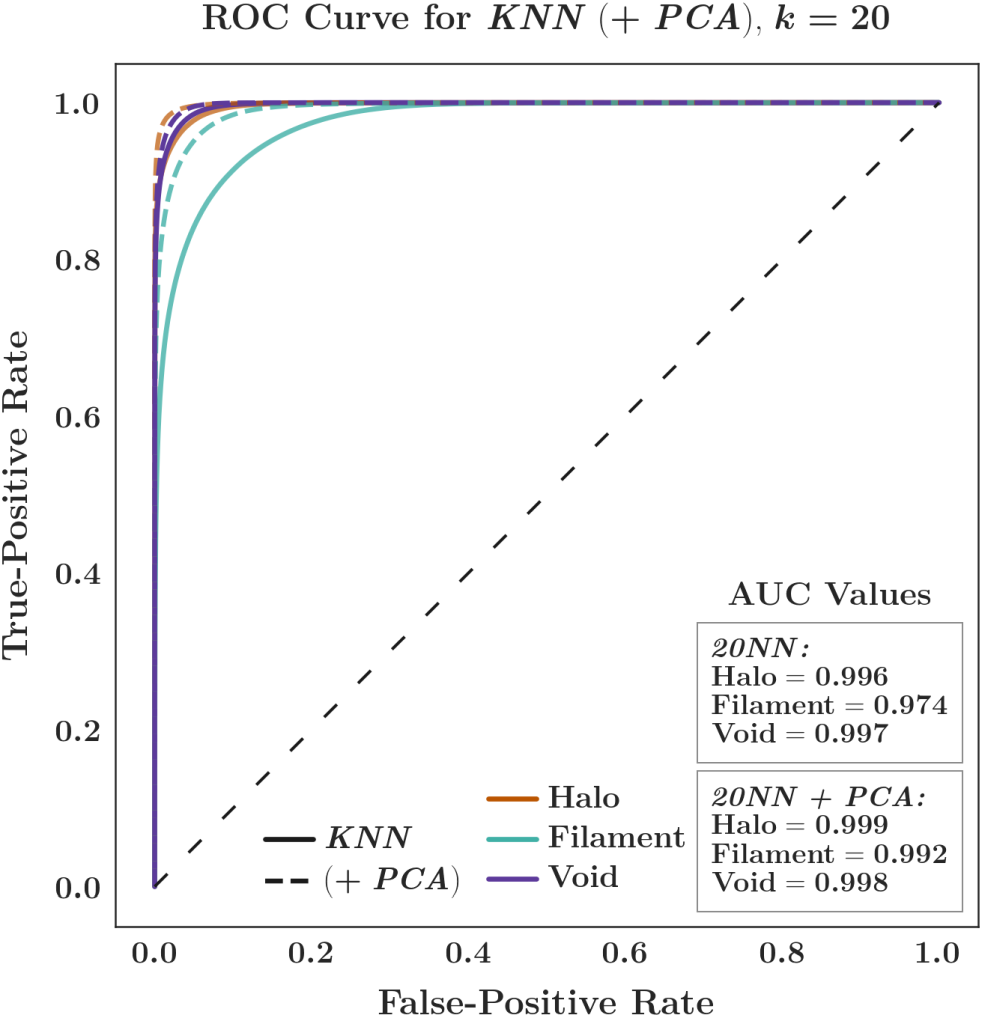 ROC Curve for KNN (+ PCA), k = 20
True-Positive Rate
1.0
0.8
0.6
0.4
0.2
0.0
AUC Values
20NN:
Halo = 0.996
Filament = 0.974
Void = 0.997
20NN + PCA:
Halo = 0.999
Filament = 0.992
Void = 0.998
KNN
(+ PCA)
Halo
Filament
Void
0.0 0.2 0.4 0.6 0.8 1.0
False-Positive Rate